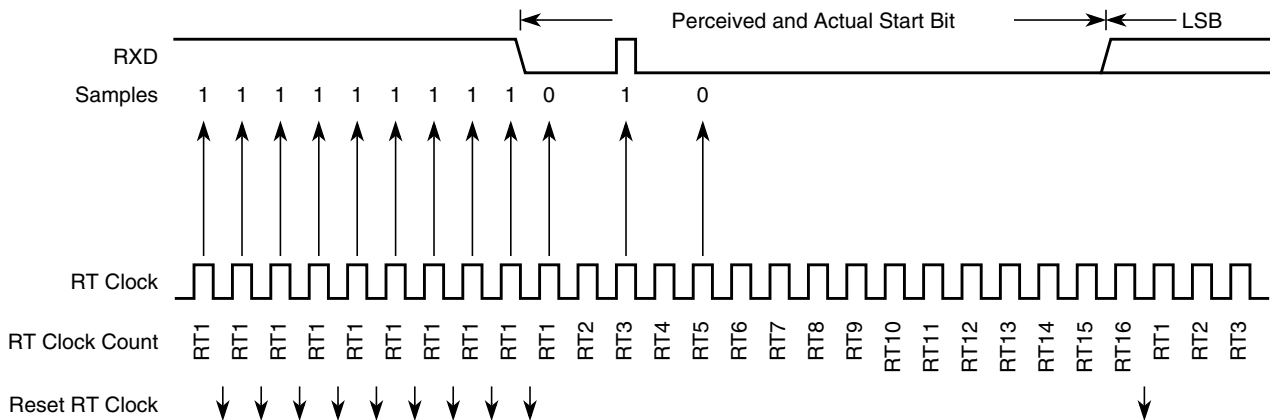 Perceived and Actual Start Bit LSB
RXD
Samples 1 1 1 1 1 1 1 1 1 0 1 0
RT Clock
RT Clock Count RT1 RT1 RT1 RT1 RT1 RT1 RT1 RT1 RT1 RT1 RT2 RT3 RT4 RT5 RT6 RT7 RT8 RT9 RT10 RT11 RT12 RT13 RT14 RT15 RT16 RT1 RT2 RT3
Reset RT Clock